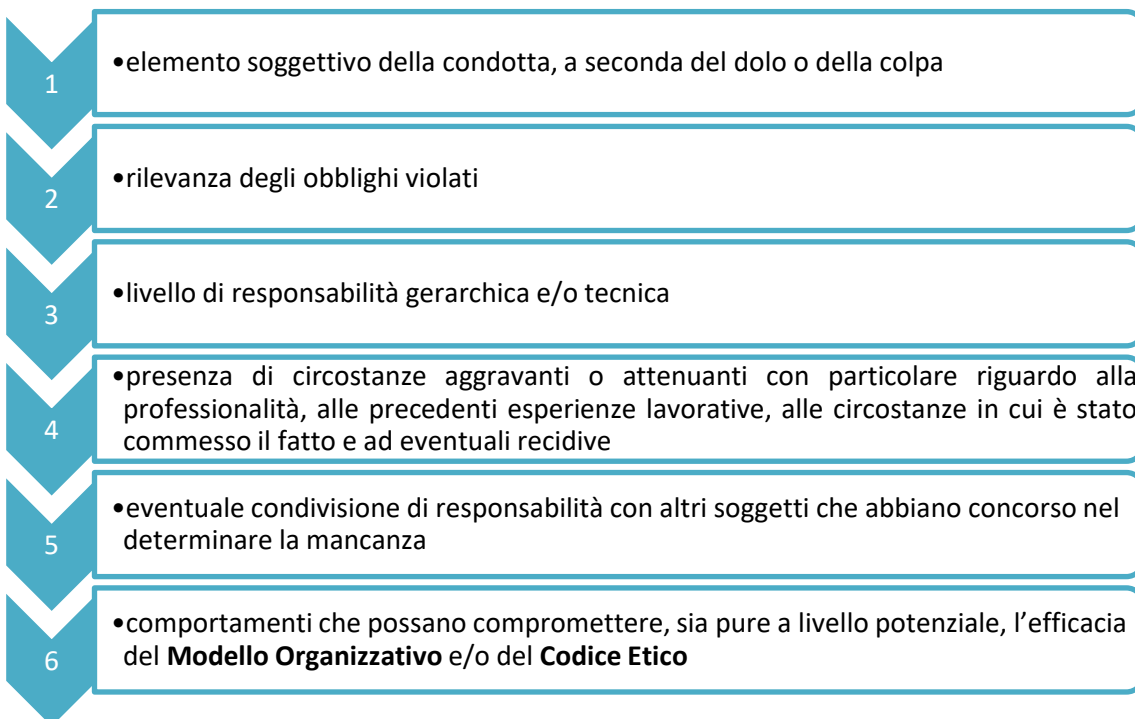 1
•elemento soggettivo della condotta, a seconda del dolo o della colpa
2
•rilevanza degli obblighi violati
3
•livello di responsabilità gerarchica e/o tecnica
4
•presenza di circostanze aggravanti o attenuanti con particolare riguardo alla
professionalità, alle precedenti esperienze lavorative, alle circostanze in cui è stato
commesso il fatto e ad eventuali recidive
5
•eventuale condivisione di responsabilità con altri soggetti che abbiano concorso nel
determinare la mancanza
6
•comportamenti che possano compromettere, sia pure a livello potenziale, l’efficacia
del Modello Organizzativo e/o del Codice Etico